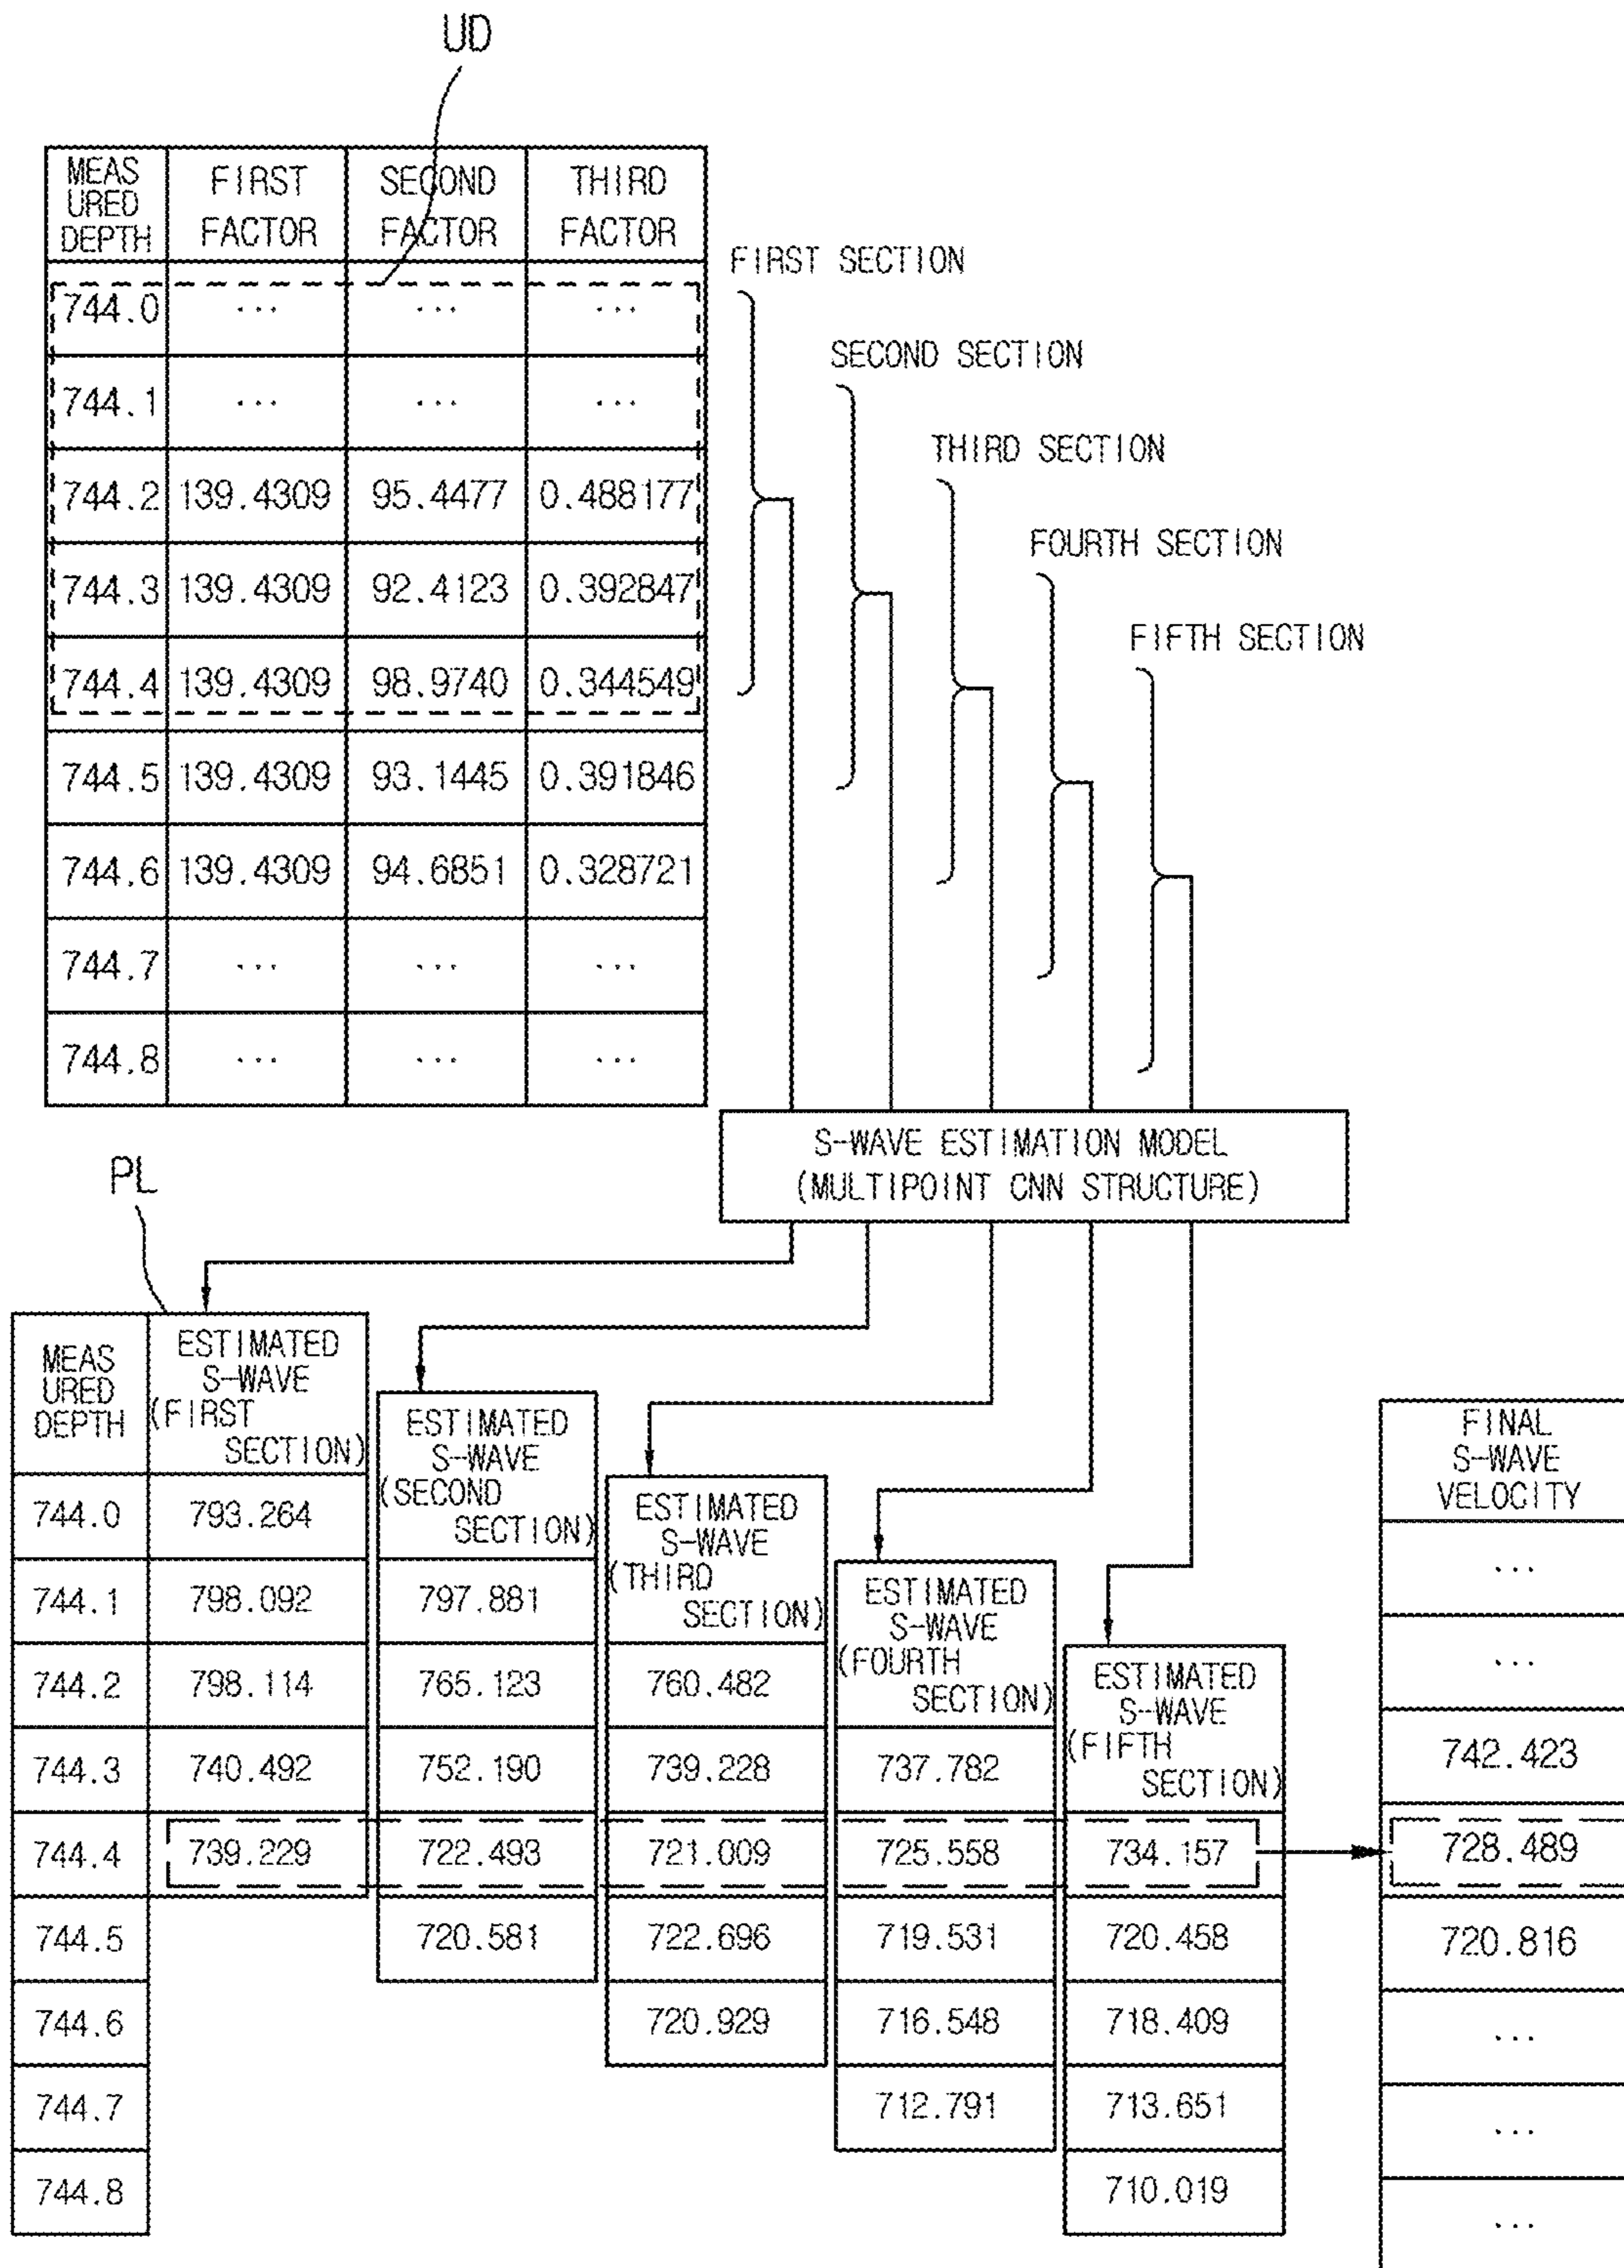 UD
MEAS
URED
DEPTH
FIRST
FACTOR
SECOND
FACTOR
THIRD
FACTOR
744.0 ... ... ...
744.1 ... ... ...
744.2 139.4309 95.4477 0.488177
744.3 139.4309 92.4123 0.392847
744.4 139.4309 98.9740 0.344549
744.5 139.4309 93.1445 0.391846
744.6 139.4309 94.6851 0.328721
744.7 ... ... ...
744.8 ... ... ...
FIRST SECTION
SECOND SECTION
THIRD SECTION
FOURTH SECTION
FIFTH SECTION
S-WAVE ESTIMATION MODEL
(MULTIPOINT CNN STRUCTURE)
PL
MEAS
URED
DEPTH
ESTIMATED
S-WAVE
(FIRST
SECTION)
ESTIMATED
S-WAVE
(SECOND
SECTION)
ESTIMATED
S-WAVE
(THIRD
SECTION)
ESTIMATED
S-WAVE
(FOURTH
SECTION)
ESTIMATED
S-WAVE
(FIFTH
SECTION)
FINAL
S-WAVE
VELOCITY
744.0 793.264 ...
744.1 798.092 797.881 ...
744.2 798.114 765.123 760.482
744.3 740.492 752.190 739.228 737.782 742.423
744.4 739.229 722.493 721.009 725.558 734.157 728.489
744.5 720.581 722.696 719.531 720.458 720.816
744.6 720.929 716.548 718.409 ...
744.7 712.791 713.651 ...
744.8 710.019 ...